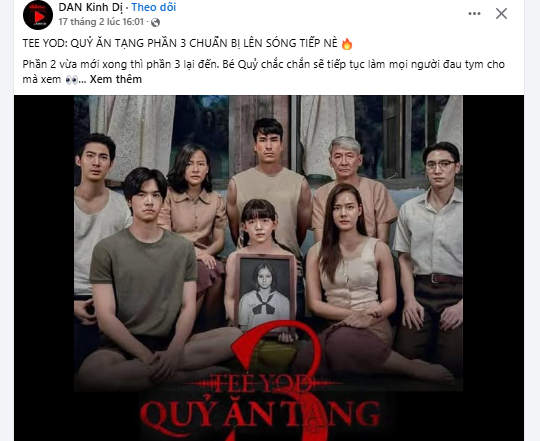 DAN Kinh Dị · Theo dõi
17 tháng 2 lúc 16:01 ·
TEE YOD: QUỶ ĂN TẠNG PHẦN 3 CHUẨN BỊ LÊN SÓNG TIẾP NÈ 🔥
Phần 2 vừa mới xong thì phần 3 lại đến. Bé Quỷ chắc chắn sẽ tiếp tục làm mọi người đau tym cho
mà xem 👀... Xem thêm
3
TEE YOD
QUỶ ĂN TẠNG